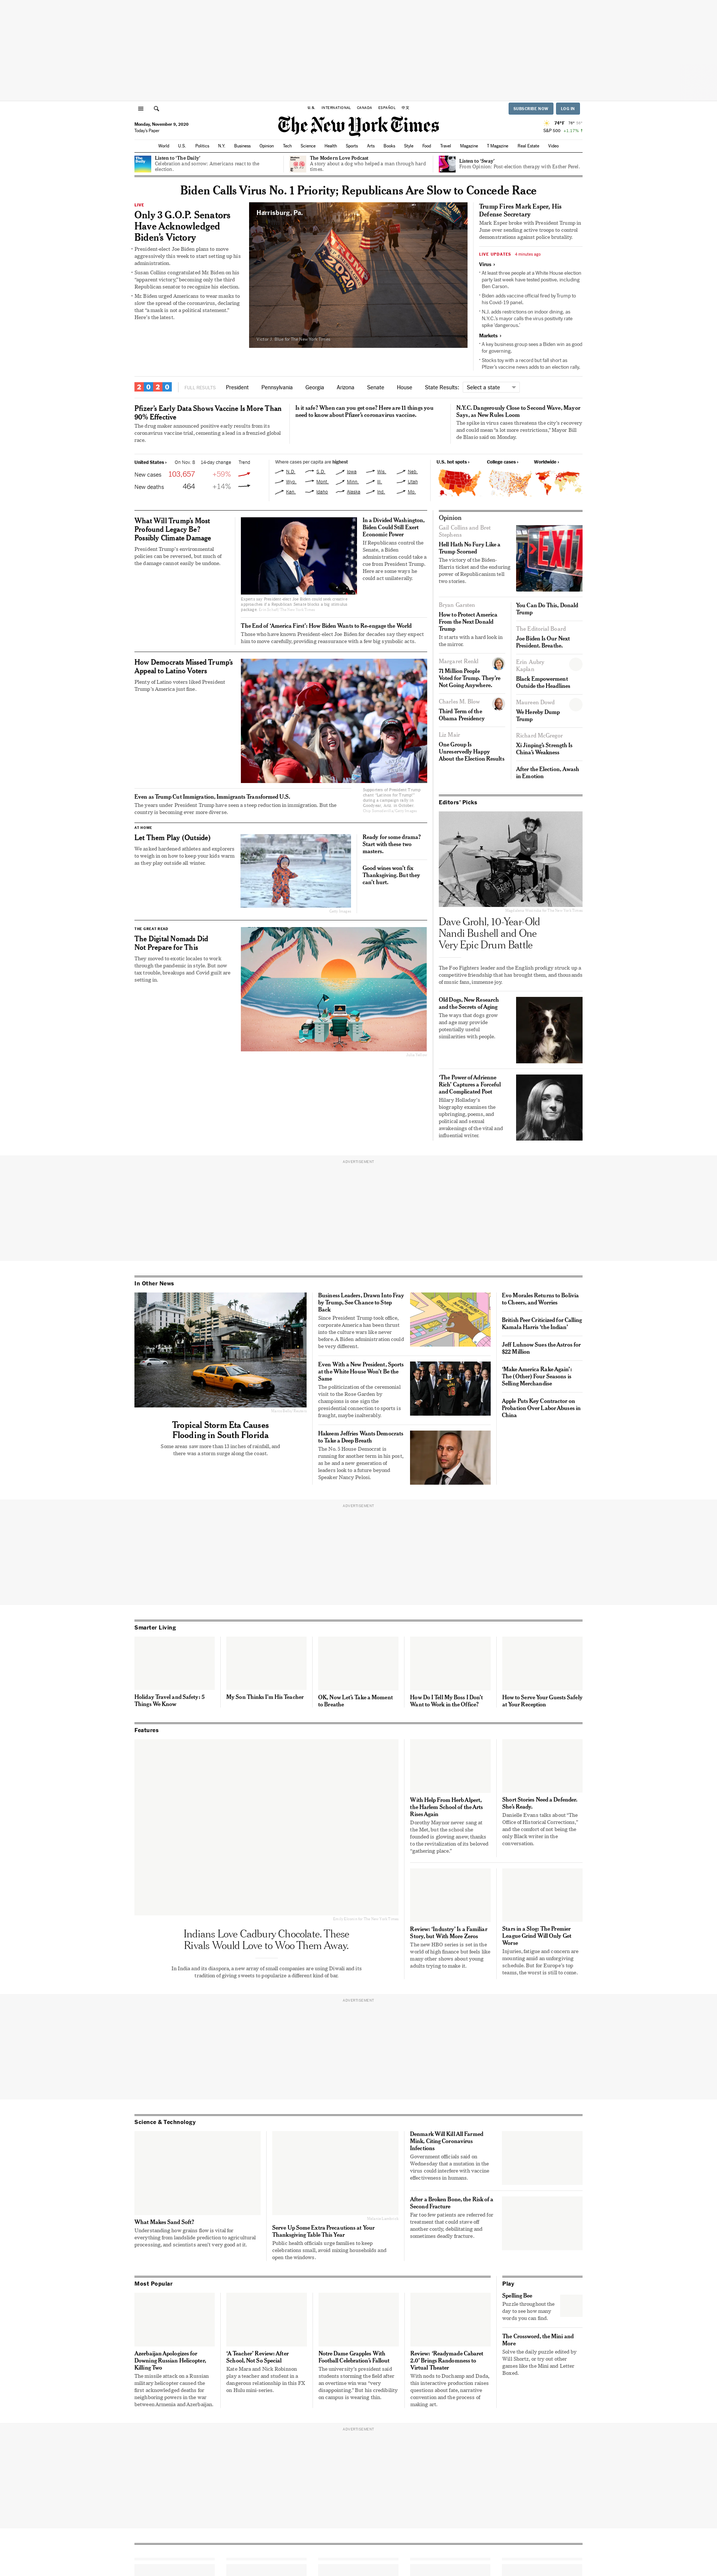 U.S.
INTERNATIONAL
CANADA
ESPAÑOL
中文
SUBSCRIBE NOW
LOG IN
Monday, November 9, 2020
Today's Paper
The New York Times
74°F
S&P 500 +1.17% ↑
World U.S. Politics N.Y. Business Opinion Tech Science Health Sports Arts Books Style Food Travel Magazine T Magazine Real Estate Video
Listen to 'The Daily'
Celebration and sorrow: Americans react to the
election.
The Modern Love Podcast
A story about a dog who helped a man through hard
times.
Listen to 'Sway'
From Opinion: Post-election therapy with Esther Perel.
Biden Calls Virus No. 1 Priority; Republicans Are Slow to Concede Race
LIVE
Only 3 G.O.P. Senators
Have Acknowledged
Biden's Victory
• President-elect Joe Biden plans to move
aggressively this week to start setting up his
administration.
• Susan Collins congratulated Mr. Biden on his
"apparent victory," becoming only the third
Republican senator to recognize his election.
• Mr. Biden urged Americans to wear masks to
slow the spread of the coronavirus, declaring
that "a mask is not a political statement."
Here's the latest.
Harrisburg, Pa.
2020
Victor J. Blue for The New York Times
Trump Fires Mark Esper, His
Defense Secretary
Mark Esper broke with President Trump in
June over sending active troops to control
demonstrations against police brutality.
LIVE UPDATES 4 minutes ago
Virus ›
• At least three people at a White House election
party last week have tested positive, including
Ben Carson.
• Biden adds vaccine official fired by Trump to
his Covid-19 panel.
• N.J. adds restrictions on indoor dining, as
N.Y.C.'s mayor calls the virus positivity rate
spike 'dangerous.'
Markets ›
• A key business group sees a Biden win as good
for governing.
• Stocks toy with a record but fall short as
Pfizer's vaccine news adds to an election rally.
2020
FULL RESULTS
President Pennsylvania Georgia Arizona Senate House State Results: Select a state
Pfizer's Early Data Shows Vaccine Is More Than
90% Effective
The drug maker announced positive early results from its
coronavirus vaccine trial, cementing a lead in a frenzied global
race.
Is it safe? When can you get one? Here are 11 things you
need to know about Pfizer's coronavirus vaccine.
N.Y.C. Dangerously Close to Second Wave, Mayor
Says, as New Rules Loom
The spike in virus cases threatens the city's recovery
and could mean "a lot more restrictions," Mayor Bill
de Blasio said on Monday.
United States › On Nov. 8 14-day change Trend
New cases 103,657 +59%
New deaths 464 +14%
Where cases per capita are highest
N.D. S.D. Iowa Wis. Neb.
Wyo. Mont. Minn. Ill. Utah
Kan. Idaho Alaska Ind. Mo.
U.S. hot spots ›
College cases ›
Worldwide ›
What Will Trump's Most
Profound Legacy Be?
Possibly Climate Damage
President Trump's environmental
policies can be reversed, but much of
the damage cannot easily be undone.
Experts say President-elect Joe Biden could seek creative
approaches if a Republican Senate blocks a big stimulus
package.
In a Divided Washington,
Biden Could Still Exert
Economic Power
If Republicans control the
Senate, a Biden
administration could take a
cue from President Trump.
Here are some ways he
could act unilaterally.
The End of 'America First': How Biden Wants to Re-engage the World
Those who have known President-elect Joe Biden for decades say they expect
him to move carefully, providing reassurance with a few big symbolic acts.
How Democrats Missed Trump's
Appeal to Latino Voters
Plenty of Latino voters liked President
Trump's America just fine.
Supporters of President Trump
Even as Trump Cut Immigration, Immigrants Transformed U.S.
The years under President Trump have seen a steep reduction in immigration. But the
country is becoming ever more diverse.
AT HOME
Let Them Play (Outside)
We asked hardened athletes and explorers
to weigh in on how to keep your kids warm
as they play outside all winter.
Getty Images
Ready for some drama?
Start with these two
masters.
Good wines won't fix
Thanksgiving. But they
can't hurt.
THE GREAT READ
The Digital Nomads Did
Not Prepare for This
They moved to exotic locales to work
through the pandemic in style. But now
tax trouble, breakups and Covid guilt are
setting in.
Opinion
Gail Collins and Bret
Stephens
Hell Hath No Fury Like a
Trump Scorned
The victory of the Biden-
Harris ticket and the enduring
power of Republicanism tell
two stories.
Bryan Garsten
How to Protect America
From the Next Donald
Trump
It starts with a hard look in
the mirror.
You Can Do This, Donald
Trump
The Editorial Board
Joe Biden Is Our Next
President. Breathe.
Margaret Renkl
71 Million People
Voted for Trump. They're
Not Going Anywhere.
Erin Aubry
Kaplan
Black Empowerment
Outside the Headlines
Charles M. Blow
Third Term of the
Obama Presidency
Maureen Dowd
We Hereby Dump
Trump
Liz Mair
One Group Is
Unreservedly Happy
About the Election Results
Richard McGregor
Xi Jinping's Strength Is
China's Weakness
After the Election, Awash
in Emotion
Editors' Picks
Dave Grohl, 10-Year-Old
Nandi Bushell and One
Very Epic Drum Battle
The Foo Fighters leader and the English prodigy struck up a
competitive friendship that has brought them, and thousands
of music fans, immense joy.
Old Dogs, New Research
and the Secrets of Aging
The ways that dogs grow
and age may provide
potentially useful
similarities with people.
'The Power of Adrienne
Rich' Captures a Forceful
and Complicated Poet
Hilary Holladay's
biography examines the
upbringing, poems, and
political and sexual
awakenings of the vital and
influential writer.
ADVERTISEMENT
In Other News
Tropical Storm Eta Causes
Flooding in South Florida
Some areas saw more than 13 inches of rainfall, and
there was a storm surge along the coast.
Business Leaders, Drawn Into Fray
by Trump, See Chance to Step
Back
Since President Trump took office,
corporate America has been thrust
into the culture wars like never
before. A Biden administration could
be very different.
Even With a New President, Sports
at the White House Won't Be the
Same
The politicization of the ceremonial
visit to the Rose Garden by
champions is one sign the
presidential connection to sports is
fraught, maybe inalterably.
Hakeem Jeffries Wants Democrats
to Take a Deep Breath
The No. 5 House Democrat is
running for another term in his post,
as he and a new generation of
leaders look to a future beyond
Speaker Nancy Pelosi.
Evo Morales Returns to Bolivia
to Cheers, and Worries
British Peer Criticized for Calling
Kamala Harris 'the Indian'
Jeff Luhnow Sues the Astros for
$22 Million
'Make America Rake Again':
The (Other) Four Seasons is
Selling Merchandise
Apple Puts Key Contractor on
Probation Over Labor Abuses in
China
ADVERTISEMENT
Smarter Living
Holiday Travel and Safety: 5
Things We Know
My Son Thinks I'm His Teacher
OK, Now Let's Take a Moment
to Breathe
How Do I Tell My Boss I Don't
Want to Work in the Office?
How to Serve Your Guests Safely
at Your Reception
Features
Indians Love Cadbury Chocolate. These
Rivals Would Love to Woo Them Away.
In India and its diaspora, a new array of small companies are using Diwali and its
tradition of giving sweets to popularize a different kind of bar.
With Help From Herb Alpert,
the Harlem School of the Arts
Rises Again
Dorothy Maynor never sang at
the Met, but the school she
founded is glowing anew, thanks
to the revitalization of its beloved
"gathering place."
Short Stories Need a Defender.
She's Ready.
Danielle Evans talks about "The
Office of Historical Corrections,"
and the comfort of not being the
only Black writer in the
conversation.
Review: 'Industry' Is a Familiar
Story, but With More Zeros
The new HBO series is set in the
world of high finance but feels like
many other shows about young
adults trying to make it.
Stars in a Slog: The Premier
League Grind Will Only Get
Worse
Injuries, fatigue and concern are
mounting amid an unforgiving
schedule. But for Europe's top
teams, the worst is still to come.
ADVERTISEMENT
Science & Technology
What Makes Sand Soft?
Understanding how grains flow is vital for
everything from landslide prediction to agricultural
processing, and scientists aren't very good at it.
Serve Up Some Extra Precautions at Your
Thanksgiving Table This Year
Public health officials urge families to keep
celebrations small, avoid mixing households and
open the windows.
Denmark Will Kill All Farmed
Mink, Citing Coronavirus
Infections
Government officials said on
Wednesday that a mutation in the
virus could interfere with vaccine
effectiveness in humans.
After a Broken Bone, the Risk of a
Second Fracture
Far too few patients are referred for
treatment that could stave off
another costly, debilitating and
sometimes deadly fracture.
Most Popular
Azerbaijan Apologizes for
Downing Russian Helicopter,
Killing Two
The missile attack on a Russian
military helicopter caused the
first acknowledged deaths for
neighboring powers in the war
between Armenia and Azerbaijan.
'A Teacher' Review: After
School, Not So Special
Kate Mara and Nick Robinson
play a teacher and student in a
dangerous relationship in this FX
on Hulu mini-series.
Notre Dame Grapples With
Football Celebration's Fallout
The university's president said
students storming the field after
an overtime win was "very
disappointing." But his credibility
on campus is wearing thin.
Review: 'Readymade Cabaret
2.0' Brings Randomness to
Virtual Theater
With nods to Duchamp and Dada,
this interactive production raises
questions about fate, narrative
convention and the process of
making art.
Play
Spelling Bee
Puzzle throughout the
day to see how many
words you can find.
The Crossword, the Mini and
More
Solve the daily puzzle edited by
Will Shortz, or try out other
games like the Mini and Letter
Boxed.
ADVERTISEMENT